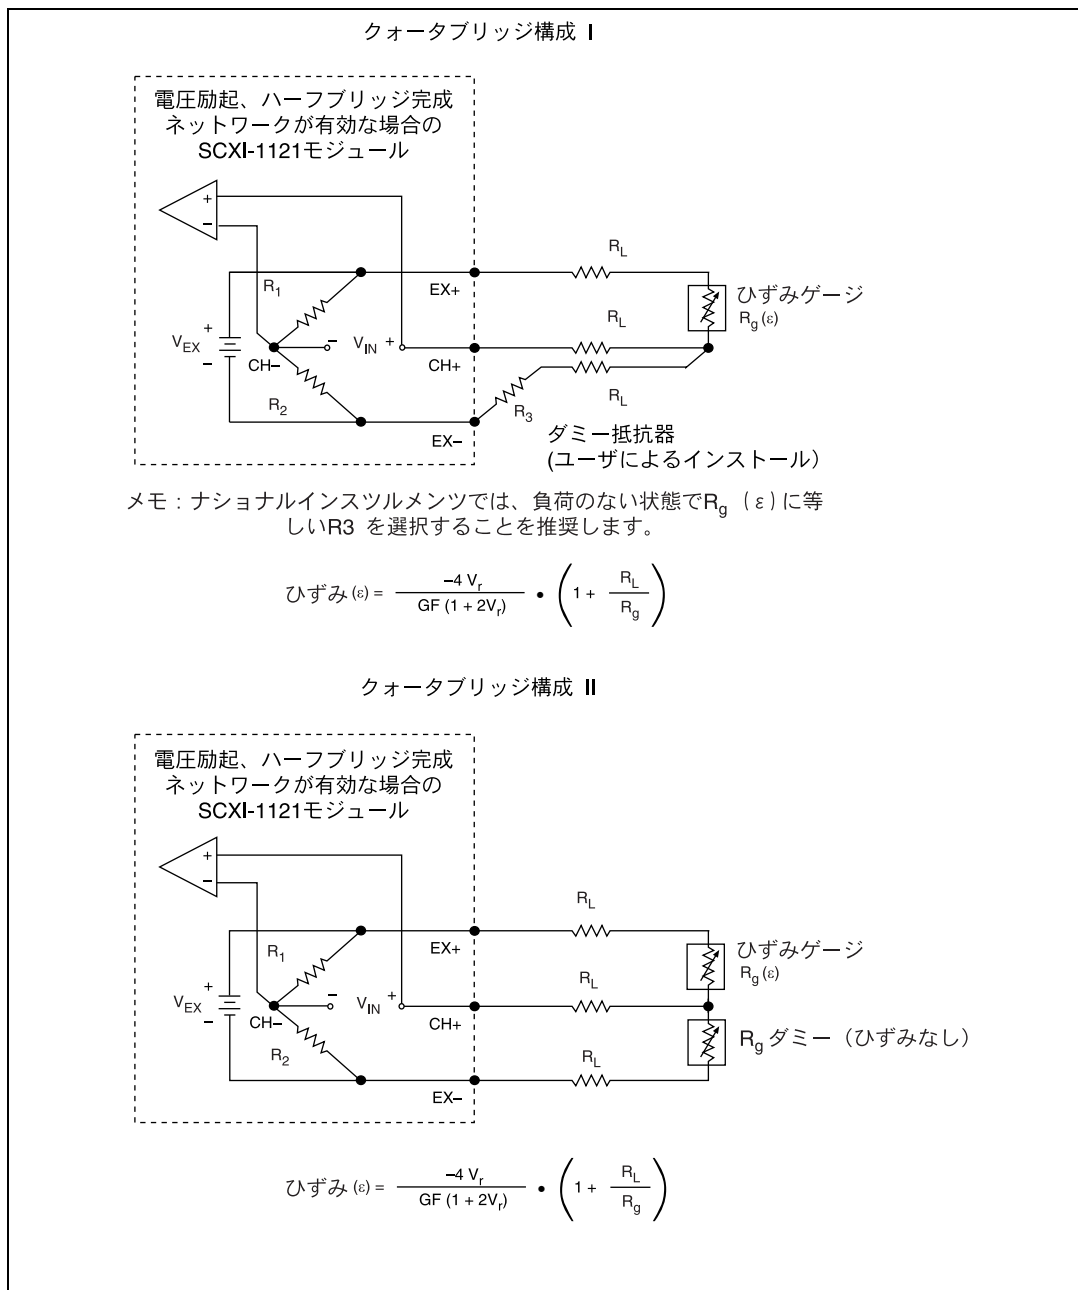 クォータブリッジ構成 I
電圧励起、ハーフブリッジ完成
ネットワークが有効な場合の
SCXI-1121モジュール
+
−
RL
R1
EX+
ひずみゲージ
Rg (ε)
RL
+
VEX
−
−
VIN
+
CH−
CH+
R2
R3
RL
EX−
ダミー抵抗器
(ユーザによるインストール)
メモ：ナショナルインスツルメンツでは、負荷のない状態でRg （ε）に等
しいR3 を選択することを推奨します。
ひずみ (ε) = −4 Vr / GF (1 + 2Vr) • (1 + RL / Rg)
クォータブリッジ構成 II
電圧励起、ハーフブリッジ完成
ネットワークが有効な場合の
SCXI-1121モジュール
+
−
RL
R1
EX+
ひずみゲージ
Rg (ε)
RL
+
VEX
−
−
VIN
+
CH−
CH+
Rg ダミー（ひずみなし）
R2
RL
EX−
ひずみ (ε) = −4 Vr / GF (1 + 2Vr) • (1 + RL / Rg)